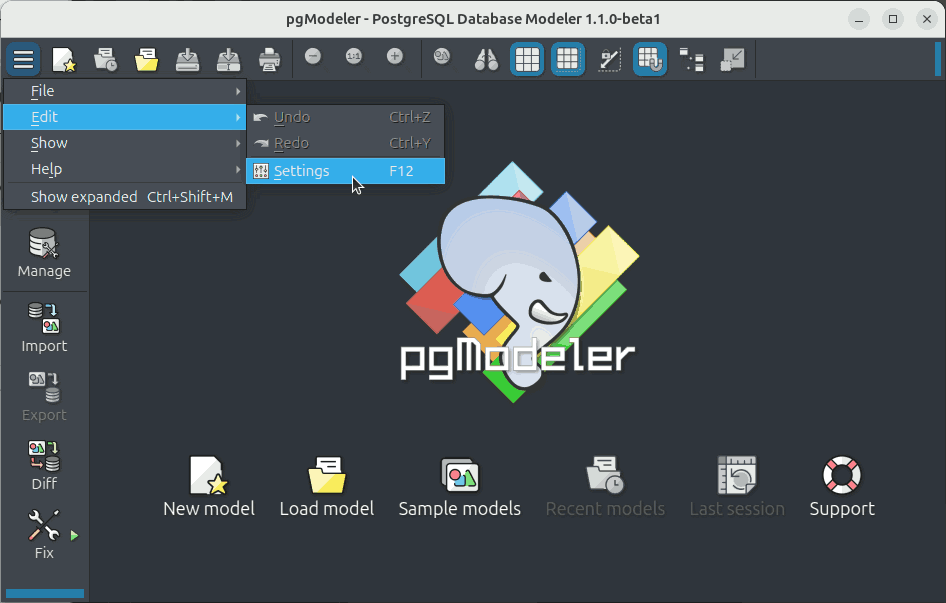 pgModeler - PostgreSQL Database Modeler 1.1.0-beta1
1:1
File
Edit
Undo Ctrl+Z
Show
Redo Ctrl+Y
Help
Settings F12
Show expanded Ctrl+Shift+M
Manage
Import
pgModeler
Export
Diff
New model
Load model
Sample models
Recent models
Last session
Support
Fix